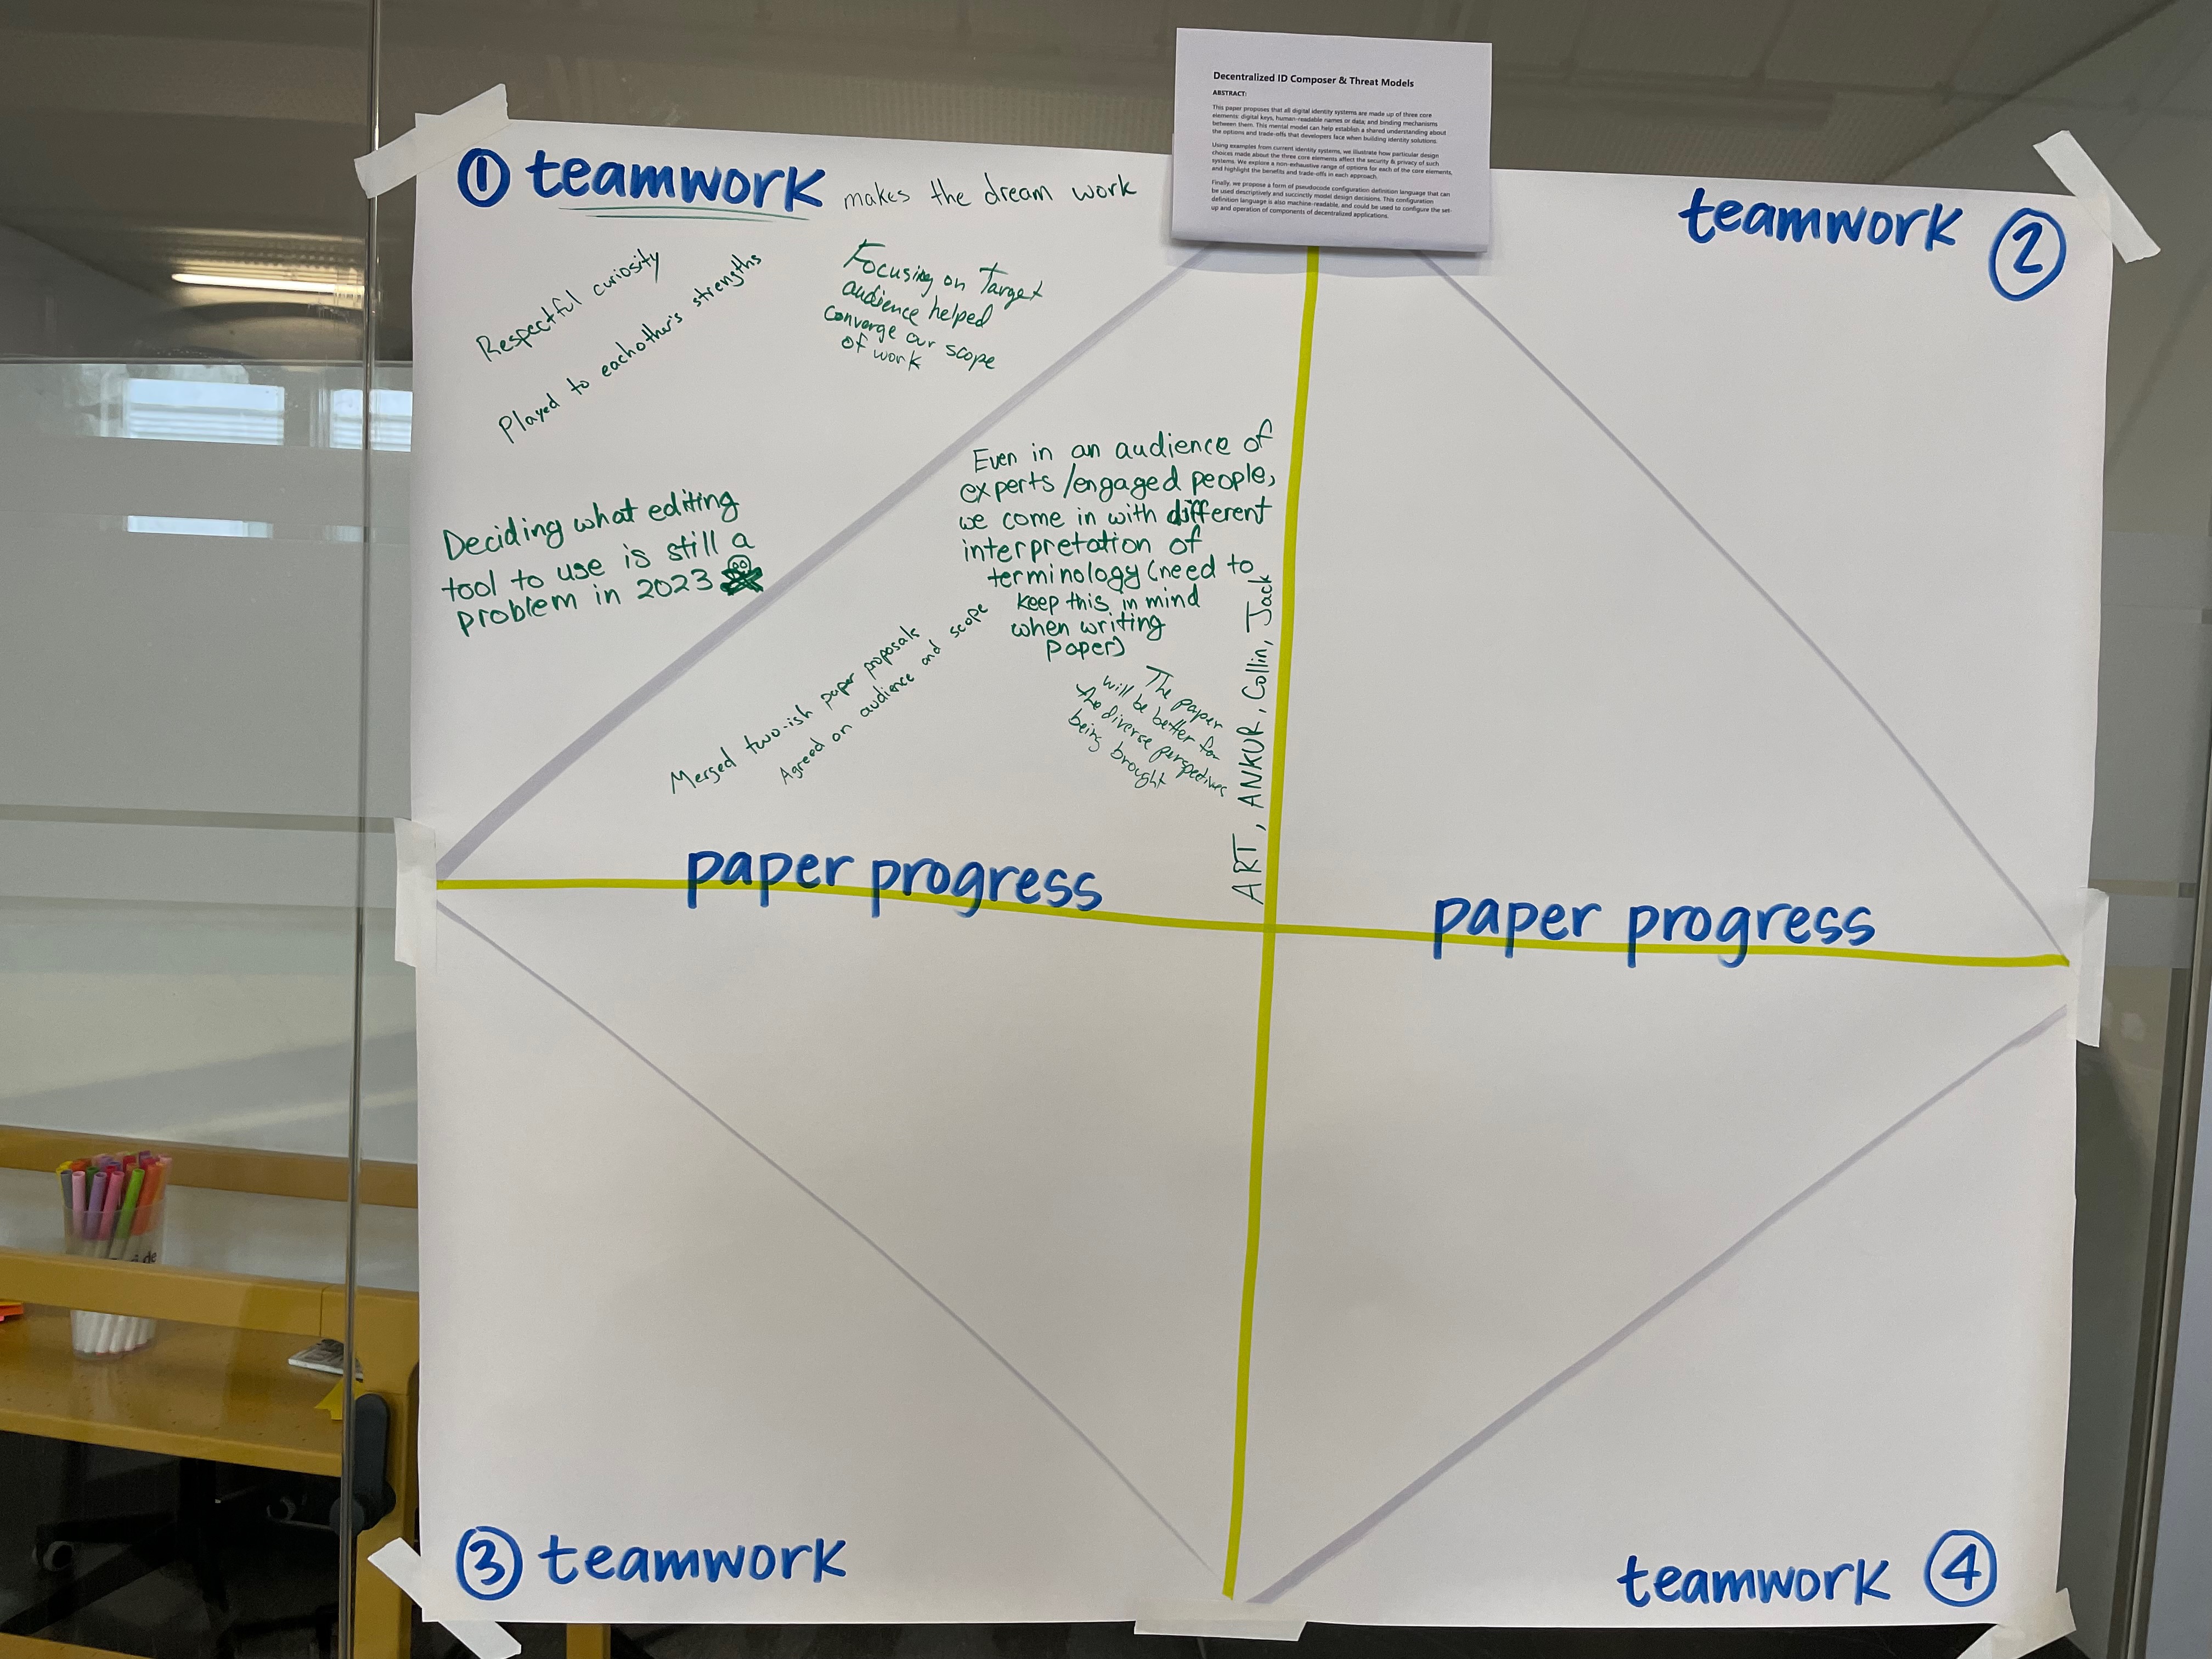 Decentralized ID Composer & Threat Models
ABSTRACT:
This paper proposes that all digital identity systems are made up of three core
elements: digital keys, human-readable names or data, and binding mechanisms
between them. This mental model can help establish a shared understanding about
the options and trade-offs that developers face when building identity solutions.
Using examples from current identity systems, we illustrate how particular design
choices made about the three core elements affect the security & privacy of such
systems. We explore a non-exhaustive range of options for each of the core elements,
and highlight the benefits and trade-offs in each approach.
Finally, we propose a form of pseudocode configuration definition language that can
be used descriptively and succinctly model design decisions. This configuration
definition language is also machine-readable, and could be used to configure the set-
up and operation of components of decentralized applications.
1 teamwork makes the dream work
teamwork 2
Respectful curiosity
Played to eachother's strengths
Focusing on Target
audience helped
converge our scope
of work
Deciding what editing
tool to use is still a
problem in 2023
Even in an audience of
experts/engaged people,
we come in with different
interpretation of
terminology (need to
keep this in mind
when writing
paper)
Merged two-ish paper proposals
Agreed on audience and scope
The paper
will be better for
the diverse perspectives
being brought
ART, ANKUR, Collin, Jack
paper progress
paper progress
3 teamwork
teamwork 4